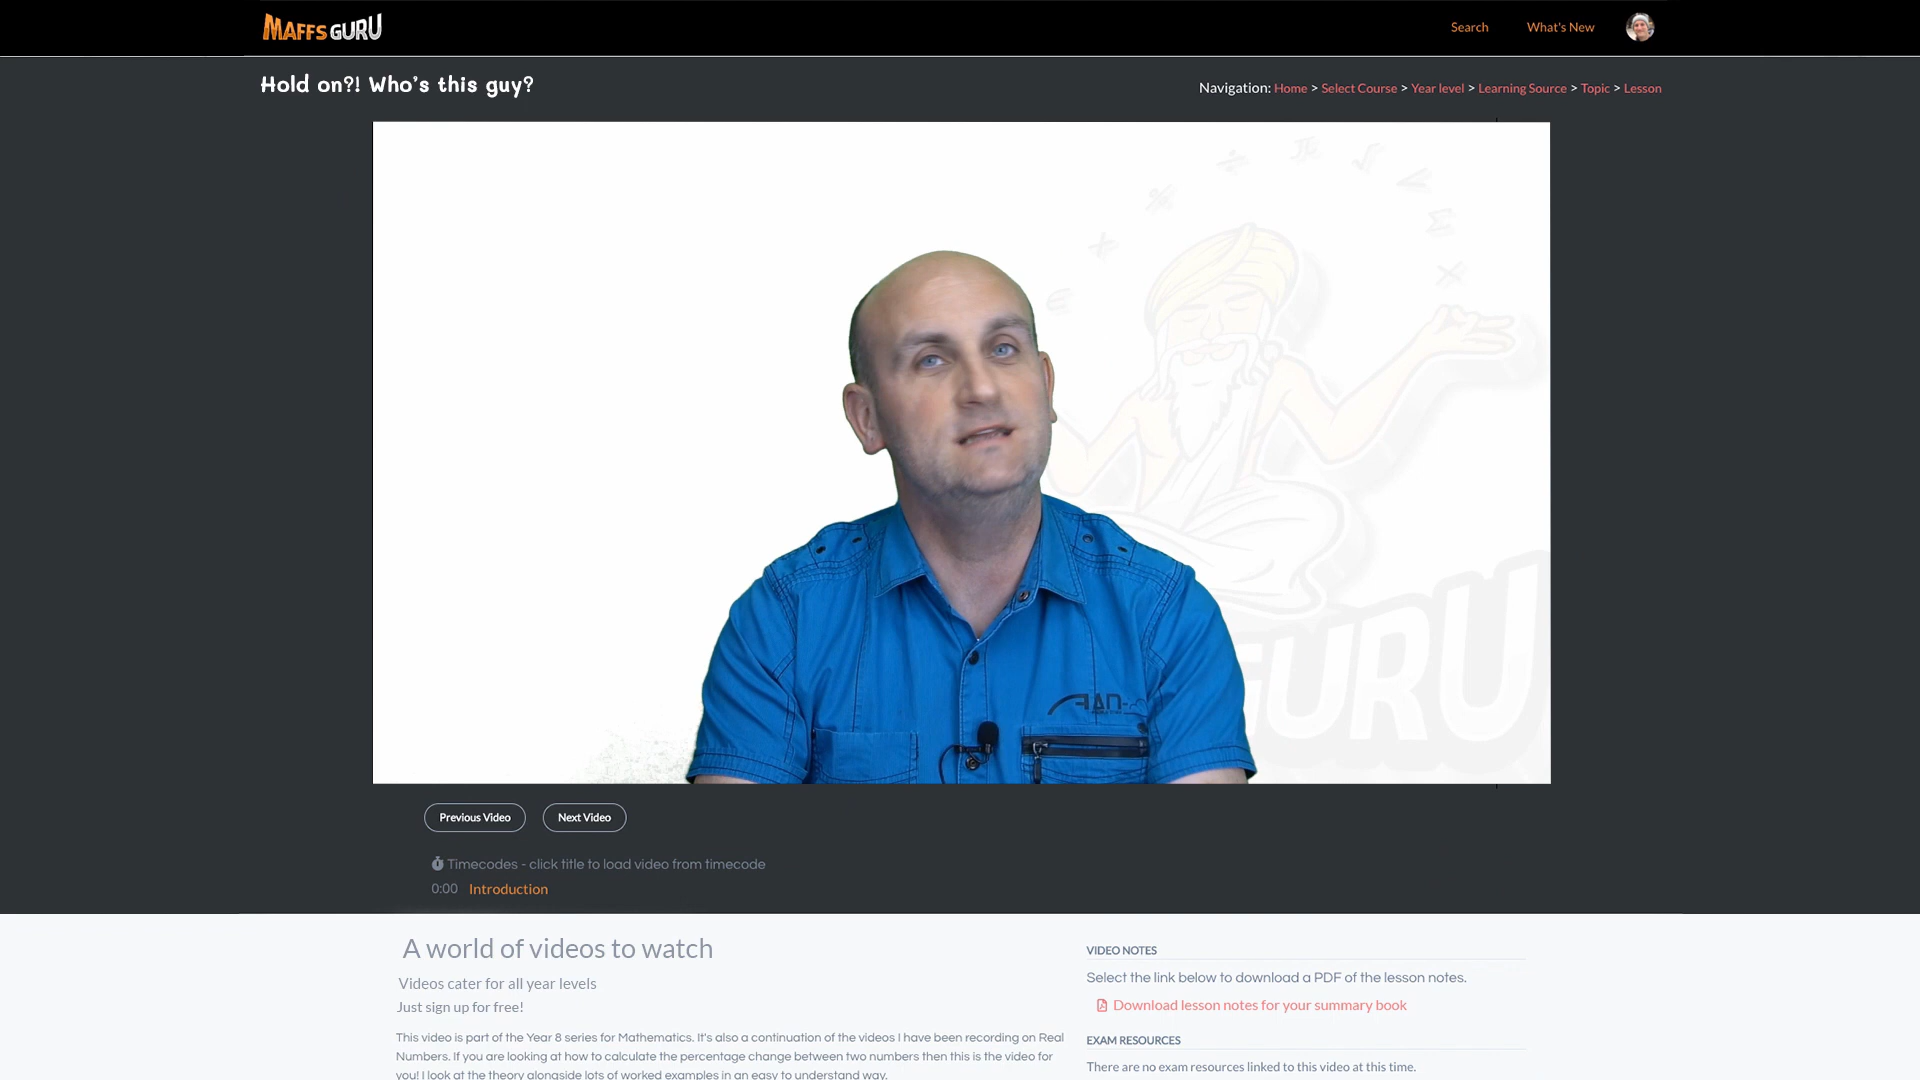 MAFFS GURU
Search
What's New
Hold on?! Who's this guy?
Navigation: Home > Select Course > Year level > Learning Source > Topic > Lesson
GURU
Previous Video
Next Video
Timecodes - click title to load video from timecode
0:00 Introduction
A world of videos to watch
Videos cater for all year levels
Just sign up for free!
This video is part of the Year 8 series for Mathematics. It's also a continuation of the videos I have been recording on Real
Numbers. If you are looking at how to calculate the percentage change between two numbers then this is the video for
you! I look at the theory alongside lots of worked examples in an easy to understand way.
VIDEO NOTES
Select the link below to download a PDF of the lesson notes.
Download lesson notes for your summary book
EXAM RESOURCES
There are no exam resources linked to this video at this time.